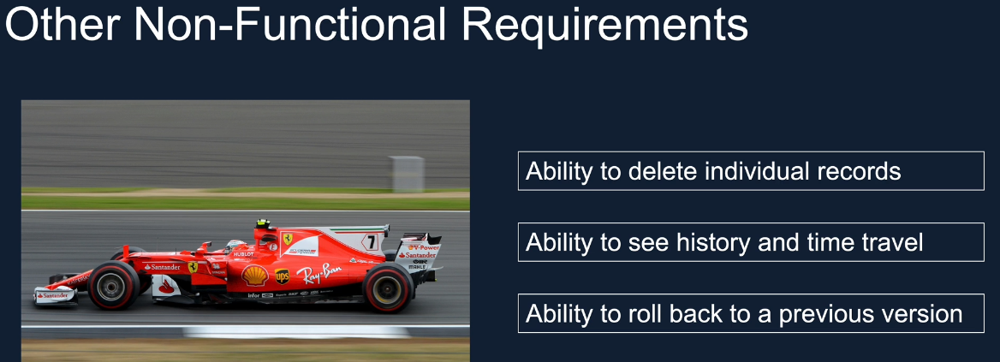 Other Non-Functional Requirements
Ability to delete individual records
Ability to see history and time travel
Ability to roll back to a previous version
7
V-Power
Santander
MAHLE
HUBLOT
Santander
UPS
Ray-Ban
infor
Santander